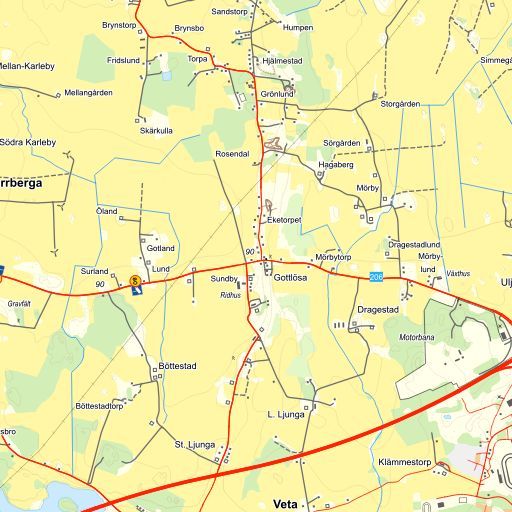 Sandstorp
Brynstorp
Brynsbo
Humpen
Fridslund
Torpa
Hjälmestad
Mellan-Karleby
Simmegå
Mellangården
Grönlund
Storgården
Skärkulla
Södra Karleby
Sörgården
Rosendal
Hagaberg
rrberga
Mörby
Öland
Eketorpet
Gotland
90
Dragestadlund
Surland
Lund
Mörbytorp
Mörby-
lund
90
Sundby
Gottlösa
206
Växthus
Ulj
Gravfält
Ridhus
Dragestad
Motorbana
Böttestad
Böttestadtorp
L. Ljunga
sbro
St. Ljunga
Klämmestorp
Veta